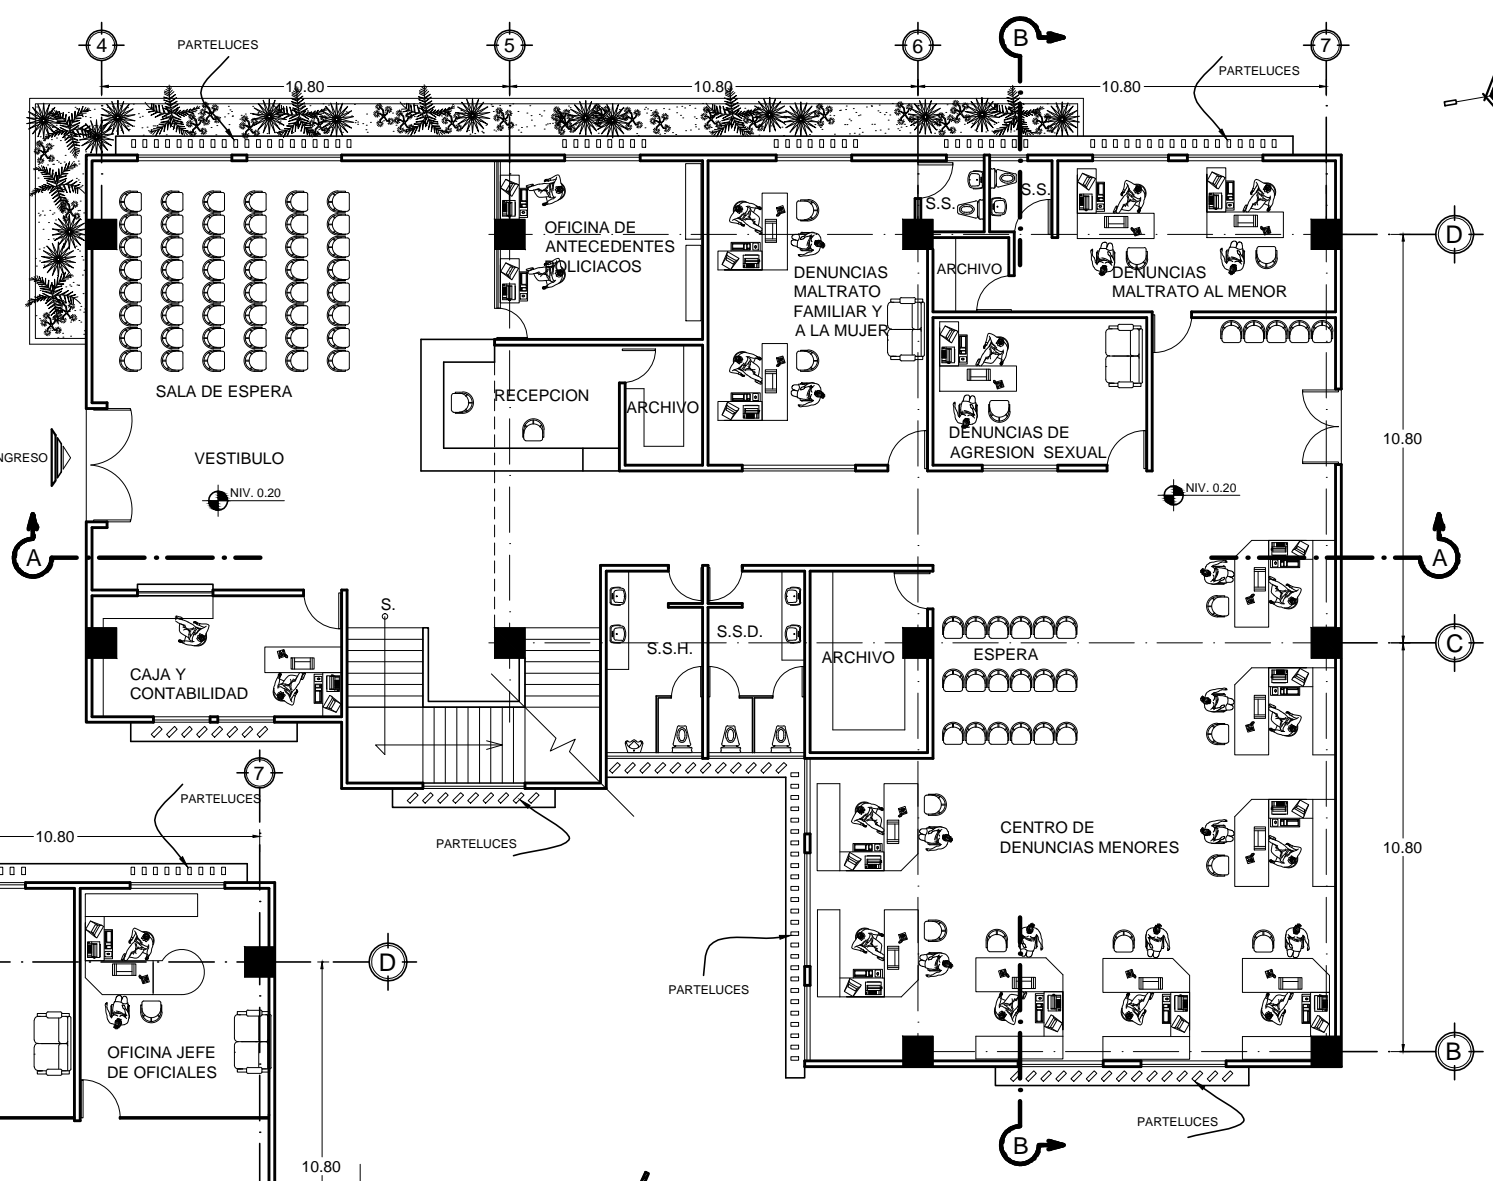 4
5
6
B
7
PARTELUCES
PARTELUCES
10.80
10.80
10.80
S.S.
S.S.
D
OFICINA DE
ANTECEDENTES
POLICIACOS
ARCHIVO
DENUNCIAS
MALTRATO
FAMILIAR Y
A LA MUJER
DENUNCIAS
MALTRATO AL MENOR
SALA DE ESPERA
RECEPCION
ARCHIVO
DENUNCIAS DE
AGRESION SEXUAL
10.80
NGRESO
VESTIBULO
NIV. 0.20
NIV. 0.20
A
A
S.
S.S.H.
S.S.D.
ARCHIVO
ESPERA
C
CAJA Y
CONTABILIDAD
7
PARTELUCES
10.80
PARTELUCES
CENTRO DE
DENUNCIAS MENORES
10.80
D
PARTELUCES
OFICINA JEFE
DE OFICIALES
B
PARTELUCES
B
10.80